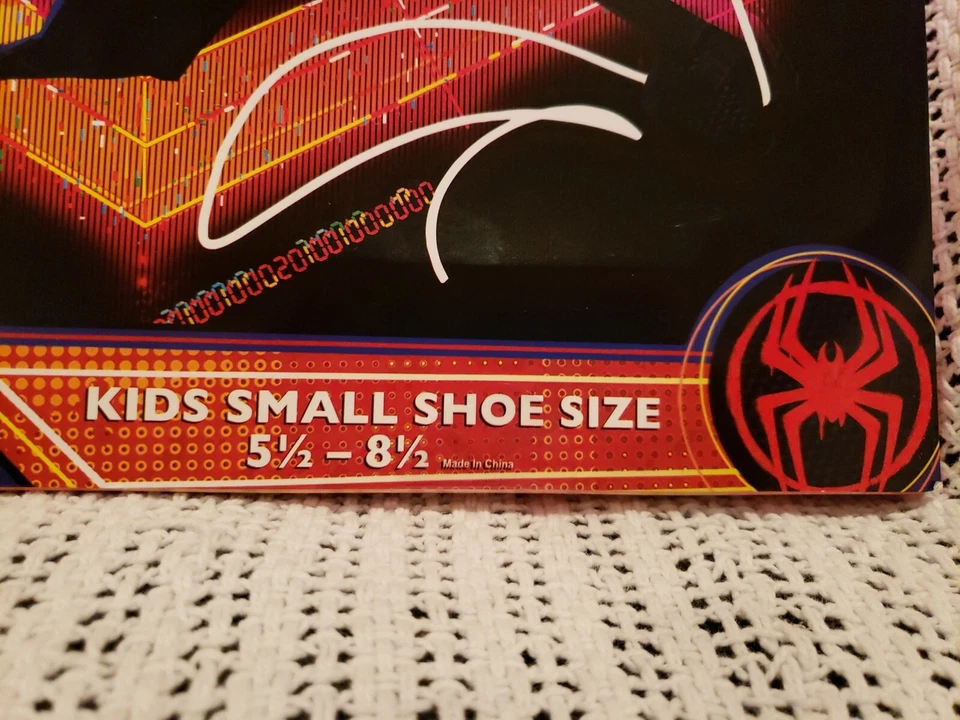 KIDS SMALL SHOE SIZE
5½ – 8½ Made In China